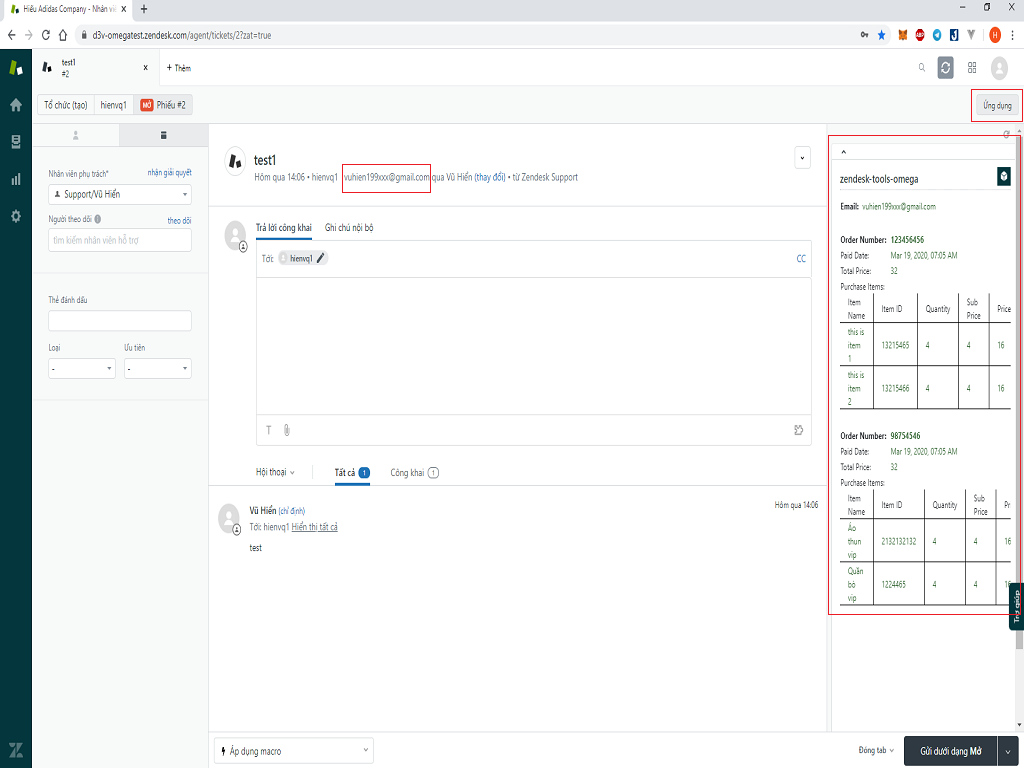 Hiếu Adidas Company - Nhân vi
d3v-omegatest.zendesk.com/agent/tickets/2?zat=true
ABP
H
test1
#2
+ Thêm
Tổ chức (tạo)
hienvq1
MỞ Phiếu #2
Ứng dụng
Nhân viên phụ trách*
nhận giải quyết
Support/Vũ Hiển
Người theo dõi
theo dõi
tìm kiếm nhân viên hỗ trợ
Thẻ đánh dấu
Loại
Ưu tiên
-
-
test1
Hôm qua 14:06 • hienvq1 vuhien199xxx@gmail.com qua Vũ Hiển (thay đổi) • từ Zendesk Support
Trả lời công khai
Ghi chú nội bộ
Tới: hienvq1
CC
T
Hội thoại
Tất cả 1
Công khai 1
Vũ Hiển (chỉ định)
Hôm qua 14:06
Tới: hienvq1 Hiển thị tất cả
test
Áp dụng macro
Đóng tab
Gửi dưới dạng Mở
zendesk-tools-omega
Email: vuhien199xxx@gmail.com
Order Number: 123456456
Paid Date: Mar 19, 2020, 07:05 AM
Total Price: 32
Purchase Items:
Item Name Item ID Quantity Sub Price Price
this is item 1 13215465 4 4 16
this is item 2 13215466 4 4 16
Order Number: 98754546
Paid Date: Mar 19, 2020, 07:05 AM
Total Price: 32
Purchase Items:
Item Name Item ID Quantity Sub Price Pr
Áo thun vip 2132132132 4 4 16
Quần bò vip 1224465 4 4 16
Trợ giúp